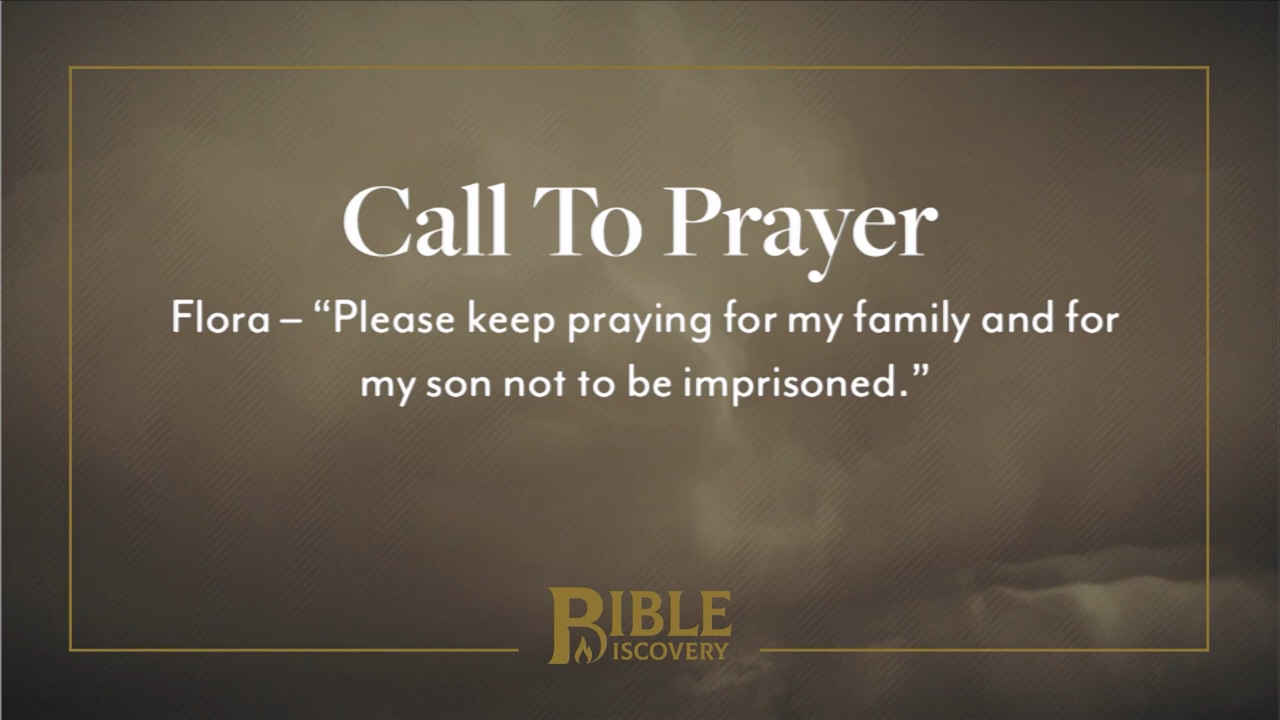 Call To Prayer
Flora – “Please keep praying for my family and for
my son not to be imprisoned.”
BIBLE
DISCOVERY